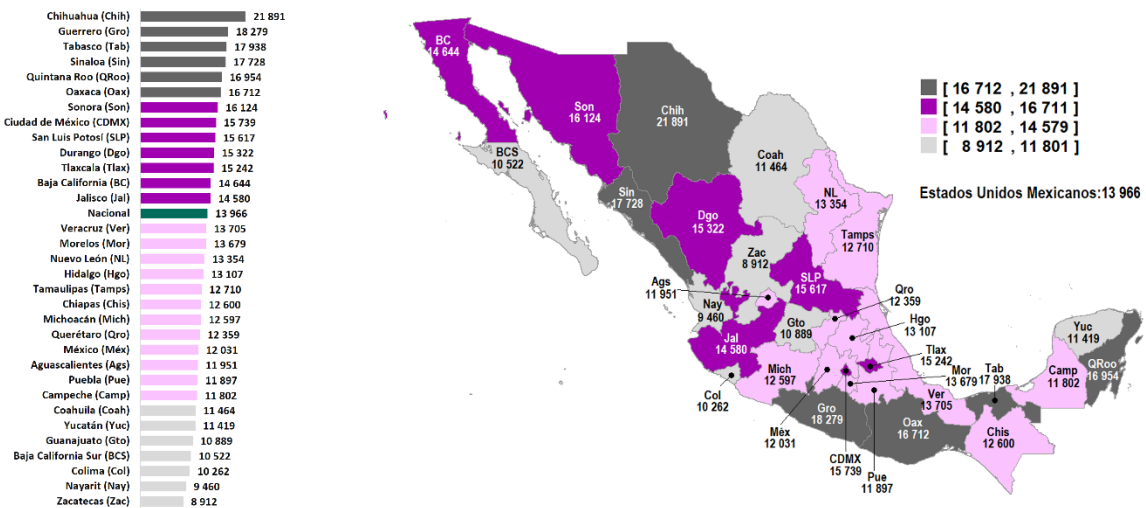 Chihuahua (Chih) 21 891
Guerrero (Gro) 18 279
Tabasco (Tab) 17 938
Sinaloa (Sin) 17 728
Quintana Roo (QRoo) 16 954
Oaxaca (Oax) 16 712
Sonora (Son) 16 124
Ciudad de México (CDMX) 15 739
San Luis Potosí (SLP) 15 617
Durango (Dgo) 15 322
Tlaxcala (Tlax) 15 242
Baja California (BC) 14 644
Jalisco (Jal) 14 580
Nacional 13 966
Veracruz (Ver) 13 705
Morelos (Mor) 13 679
Nuevo León (NL) 13 354
Hidalgo (Hgo) 13 107
Tamaulipas (Tamps) 12 710
Chiapas (Chis) 12 600
Michoacán (Mich) 12 597
Querétaro (Qro) 12 359
México (Méx) 12 031
Aguascalientes (Ags) 11 951
Puebla (Pue) 11 897
Campeche (Camp) 11 802
Coahuila (Coah) 11 464
Yucatán (Yuc) 11 419
Guanajuato (Gto) 10 889
Baja California Sur (BCS) 10 522
Colima (Col) 10 262
Nayarit (Nay) 9 460
Zacatecas (Zac) 8 912
BC
14 644
Son
16 124
Chih
21 891
BCS
10 522
Coah
11 464
Sin
17 728
NL
13 354
Dgo
15 322
Tamps
12 710
Zac
8 912
SLP
15 617
Ags
11 951
Qro
12 359
Nay
9 460
Gto
10 889
Hgo
13 107
Jal
14 580
Tlax
15 242
Mich
12 597
Mor
13 679
Tab
17 938
Yuc
11 419
QRoo
16 954
Camp
11 802
Col
10 262
Ver
13 705
Gro
18 279
Oax
16 712
Chis
12 600
Méx
12 031
CDMX
15 739
Pue
11 897
[ 16 712 , 21 891 ]
[ 14 580 , 16 711 ]
[ 11 802 , 14 579 ]
[ 8 912 , 11 801 ]
Estados Unidos Mexicanos:13 966